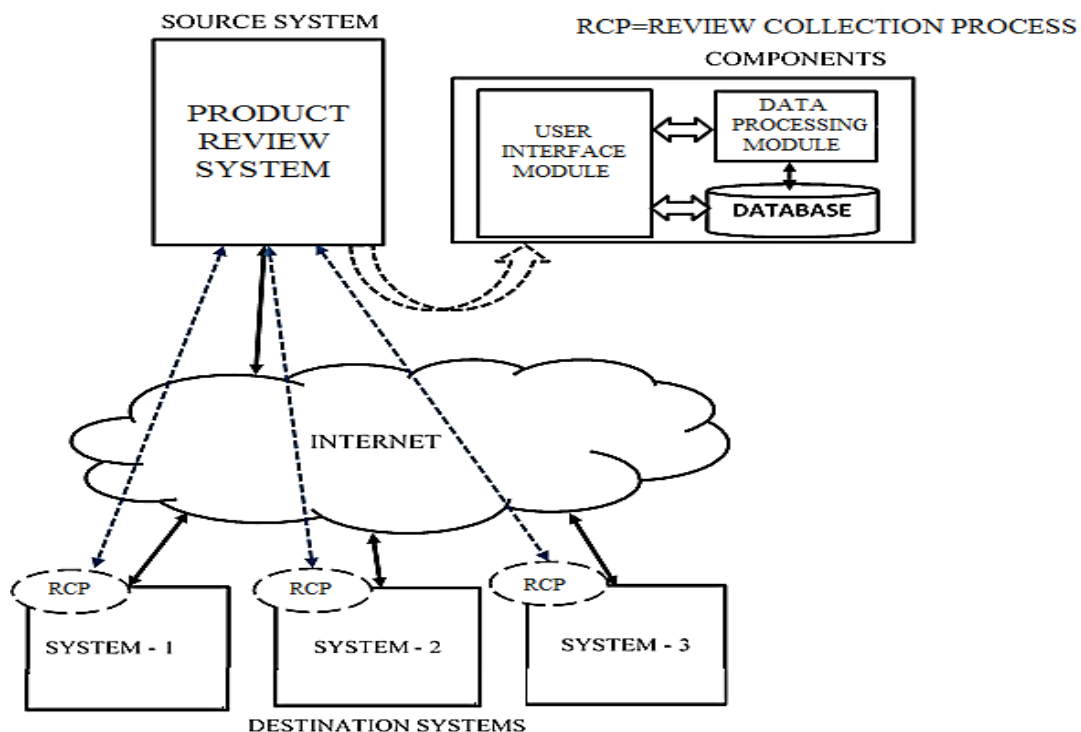 SOURCE SYSTEM
RCP=REVIEW COLLECTION PROCESS
COMPONENTS
PRODUCT
REVIEW
SYSTEM
USER
INTERFACE
MODULE
DATA
PROCESSING
MODULE
DATABASE
INTERNET
RCP
RCP
RCP
SYSTEM - 1
SYSTEM - 2
SYSTEM - 3
DESTINATION SYSTEMS